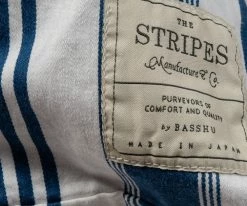 THE
STRIPES
Manufacture & Co.
PURVEYORS OF
COMFORT AND QUALITY
by BASSHU
MADE IN JAPAN